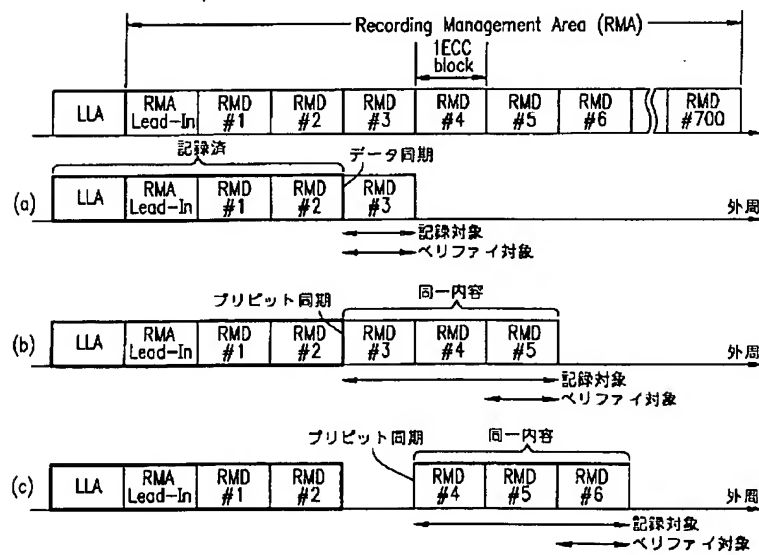 Recording Management Area (RMA)
1ECC block
LLA
RMA Lead-In
RMD #1
RMD #2
RMD #3
RMD #4
RMD #5
RMD #6
RMD #700
記録済
データ同期
(a)
LLA
RMA Lead-In
RMD #1
RMD #2
RMD #3
外周
記録対象
ベリファイ対象
プリピット同期
同一内容
(b)
LLA
RMA Lead-In
RMD #1
RMD #2
RMD #3
RMD #4
RMD #5
外周
記録対象
ベリファイ対象
プリピット同期
同一内容
(c)
LLA
RMA Lead-In
RMD #1
RMD #2
RMD #4
RMD #5
RMD #6
外周
記録対象
ベリファイ対象